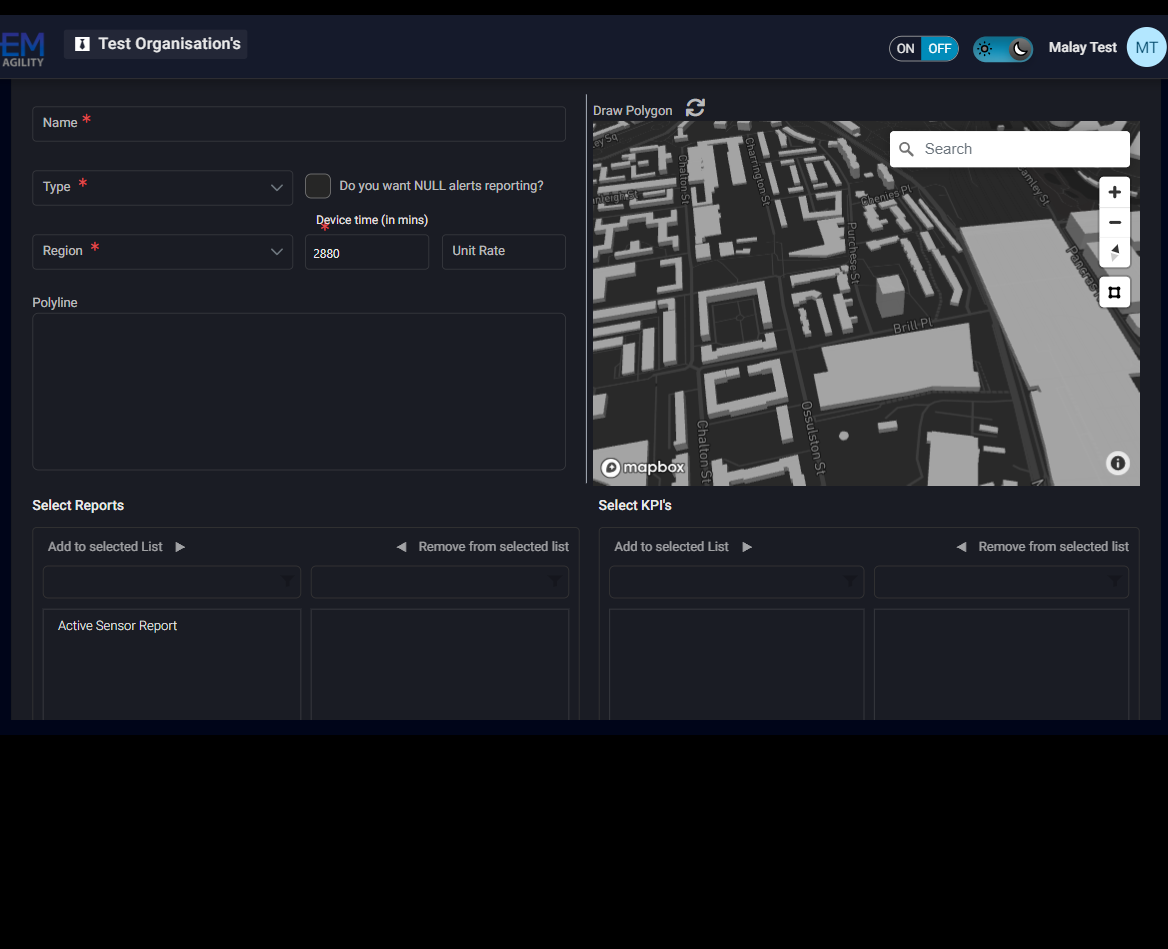 EM
AGILITY
Test Organisation's
ON OFF
Malay Test
MT
Name *
Type *
Do you want NULL alerts reporting?
Device time (in mins)
*
Region *
2880
Unit Rate
Polyline
Draw Polygon
Search
ey Sq
Chalton St
Charrington St
Chenies Pl
Purchese St
Brill Pl
Ossulston St
Chalton St
mapbox
Select Reports
Add to selected List
Remove from selected list
Active Sensor Report
Select KPI's
Add to selected List
Remove from selected list